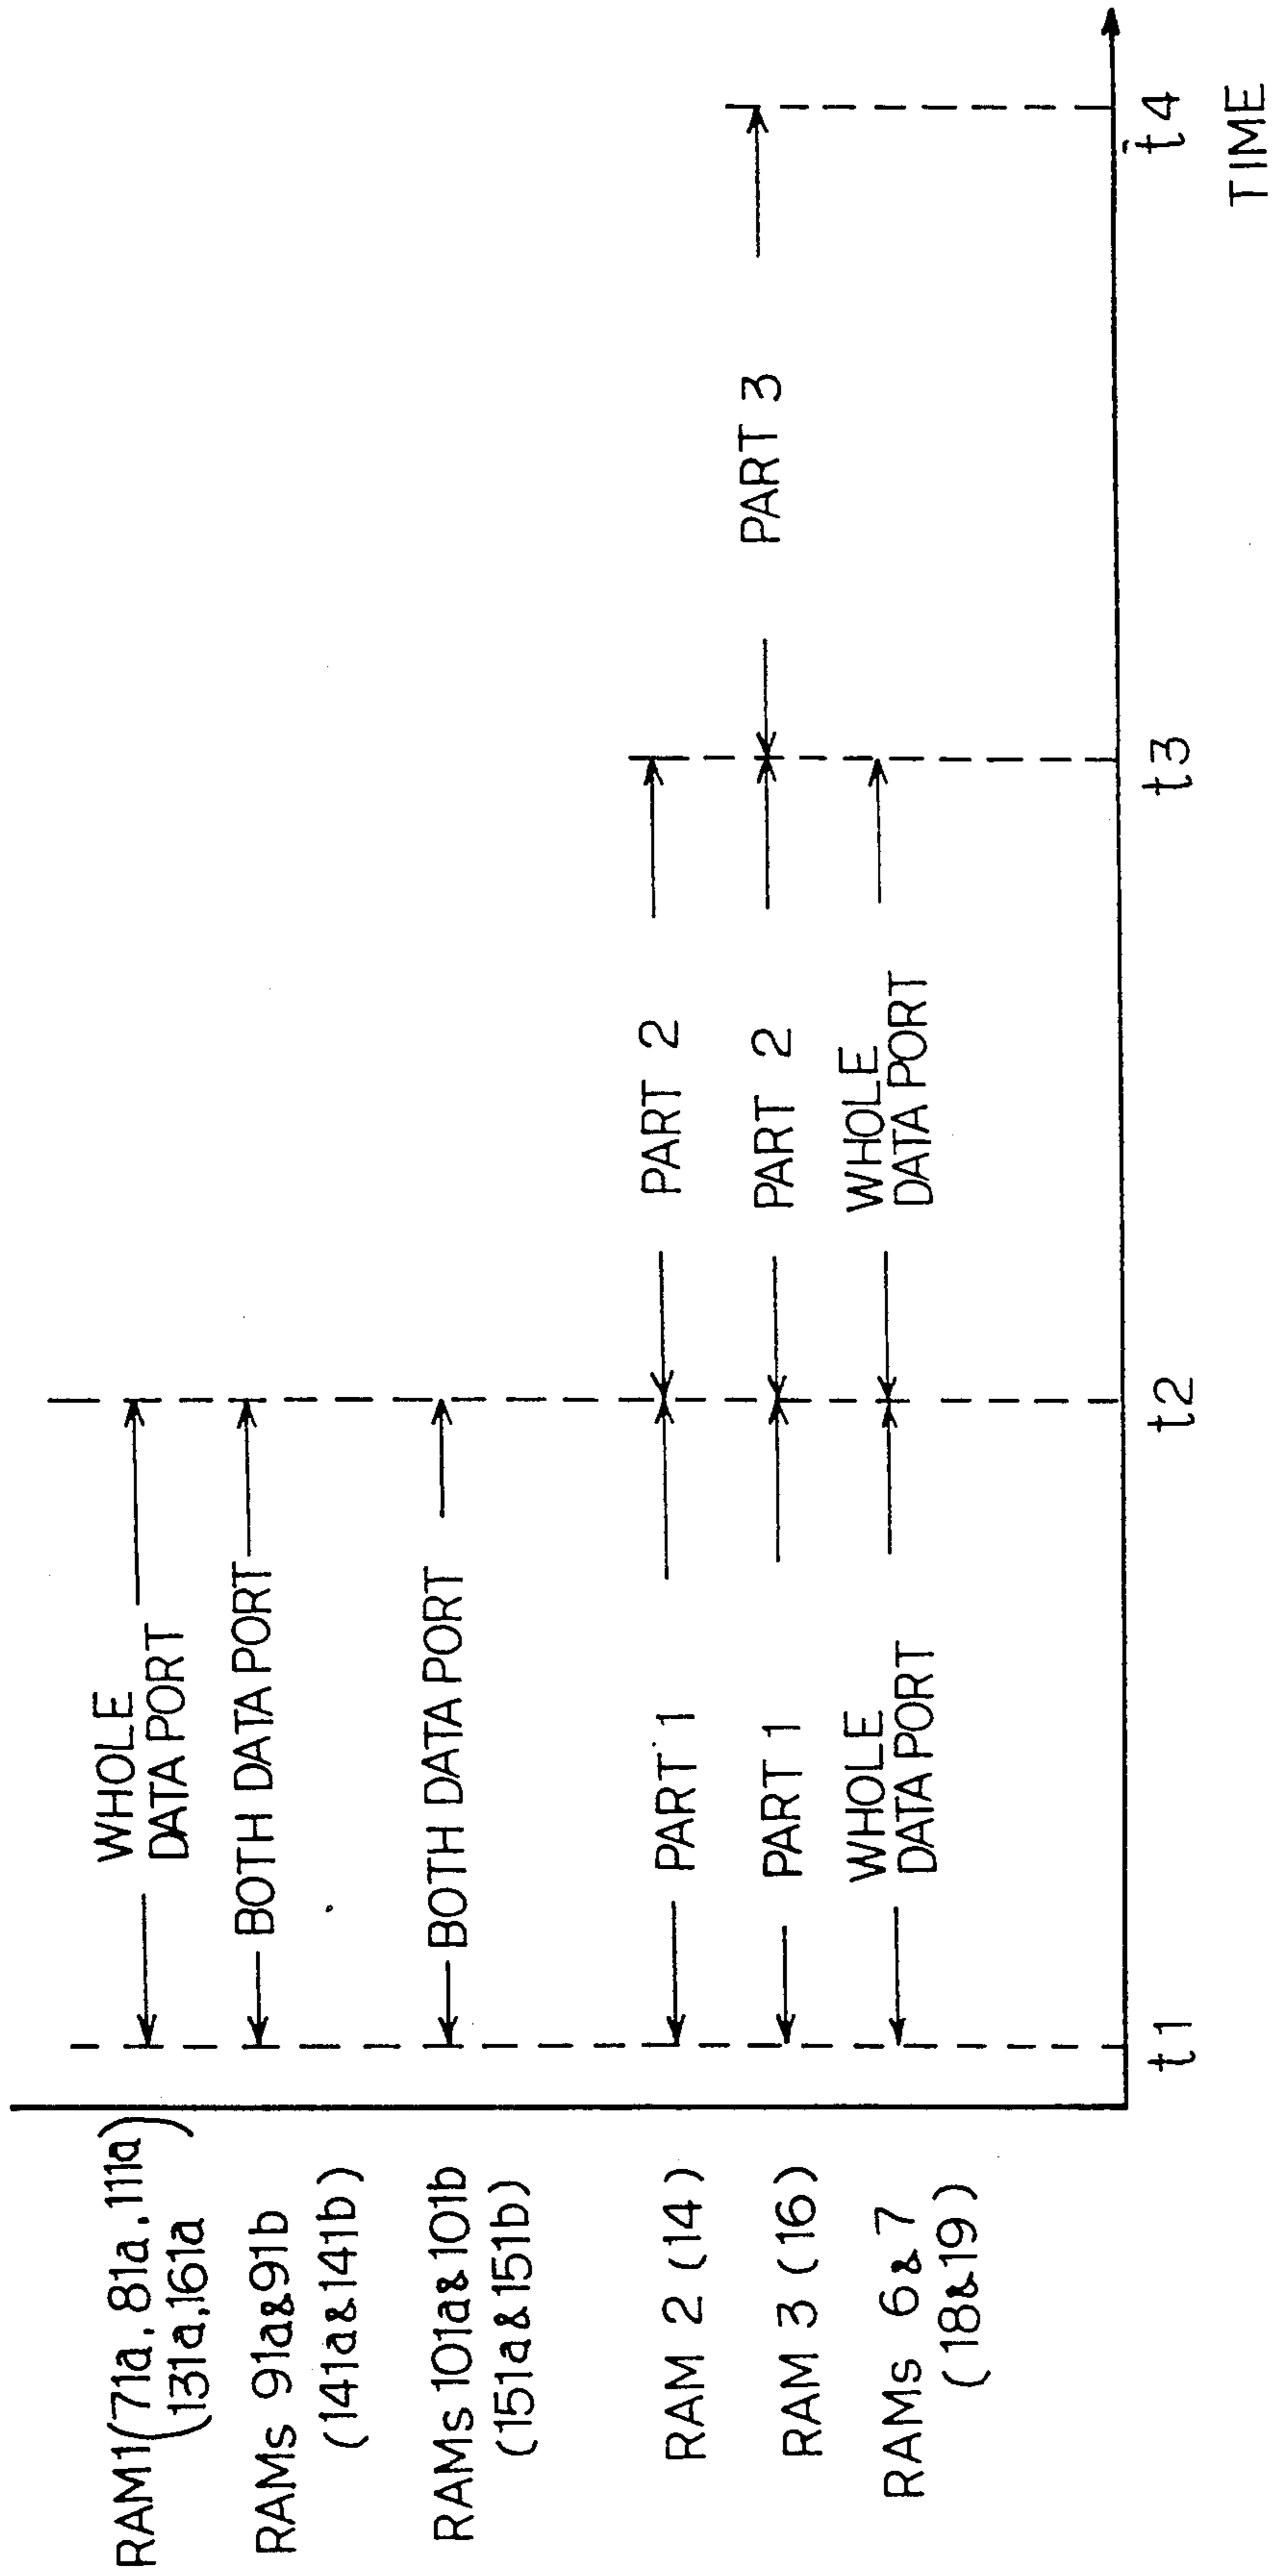 RAM1(71a, 81a, 111a)
(131a, 161a
WHOLE
DATA PORT
RAMs 91a&91b
(141a&141b)
BOTH DATA PORT
RAMs 101a&101b
(151a&151b)
BOTH DATA PORT
RAM 2 (14)
PART 1
PART 2
RAM 3 (16)
PART 1
PART 2
PART 3
RAMs 6&7
(18&19)
WHOLE
DATA PORT
WHOLE
DATA PORT
t1
t2
t3
t4
TIME